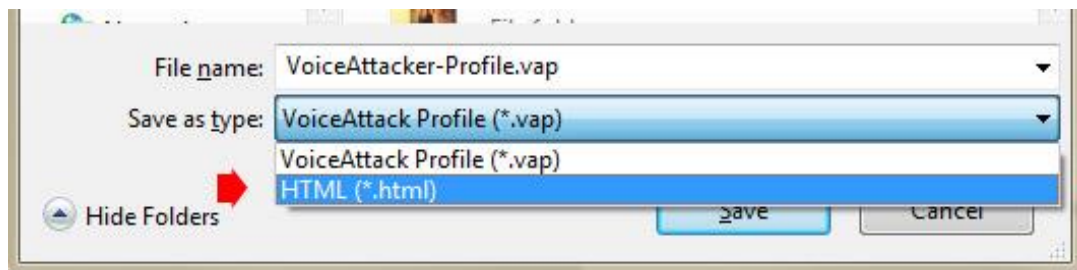 File name: VoiceAttacker-Profile.vap
Save as type: VoiceAttack Profile (*.vap)
VoiceAttack Profile (*.vap)
HTML (*.html)
Hide Folders Save Cancel